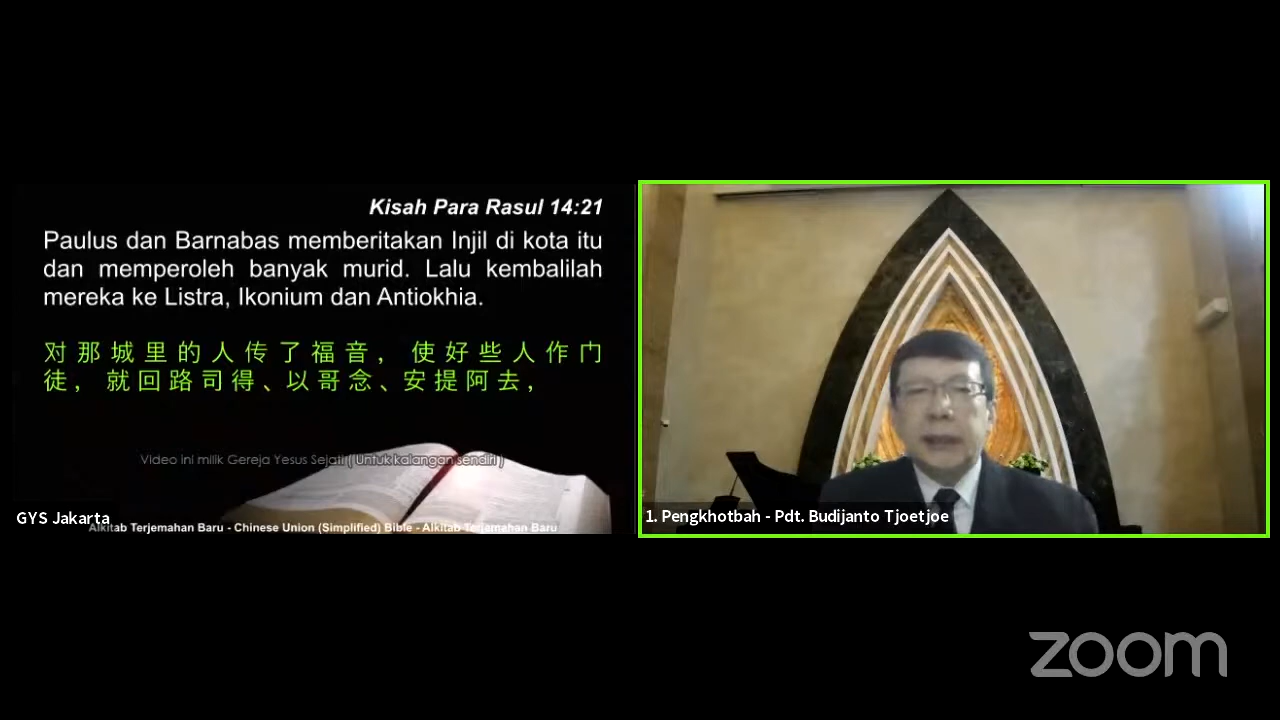 Kisah Para Rasul 14:21
Paulus dan Barnabas memberitakan Injil di kota itu
dan memperoleh banyak murid. Lalu kembalilah
mereka ke Listra, Ikonium dan Antiokhia.
对那城里的人传了福音，使好些人作门
徒，就回路司得、以哥念、安提阿去，
Video ini milik Gereja Yesus Sejati (Untuk kalangan sendiri)
GYS Jakarta
Alkitab Terjemahan Baru - Chinese Union (Simplified) Bible - Alkitab Terjemahan Baru
1. Pengkhotbah - Pdt. Budijanto Tjoetjoe
zoom